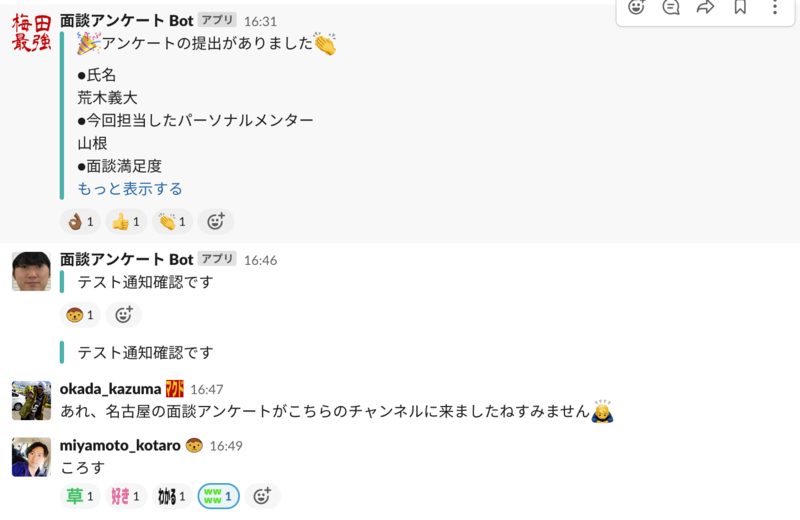 梅田
最強
面談アンケート Bot アプリ 16:31
🎉アンケートの提出がありました👏
●氏名
荒木義大
●今回担当したパーソナルメンター
山根
●面談満足度
もっと表示する
👌🏾 1 👍 1 👏 1
面談アンケート Bot アプリ 16:46
テスト通知確認です
1
テスト通知確認です
okada_kazuma マクド 16:47
あれ、名古屋の面談アンケートがこちらのチャンネルに来ましたねすみません🙇
miyamoto_kotaro 16:49
ころす
草 1 好き 1 わかる 1 wwww 1